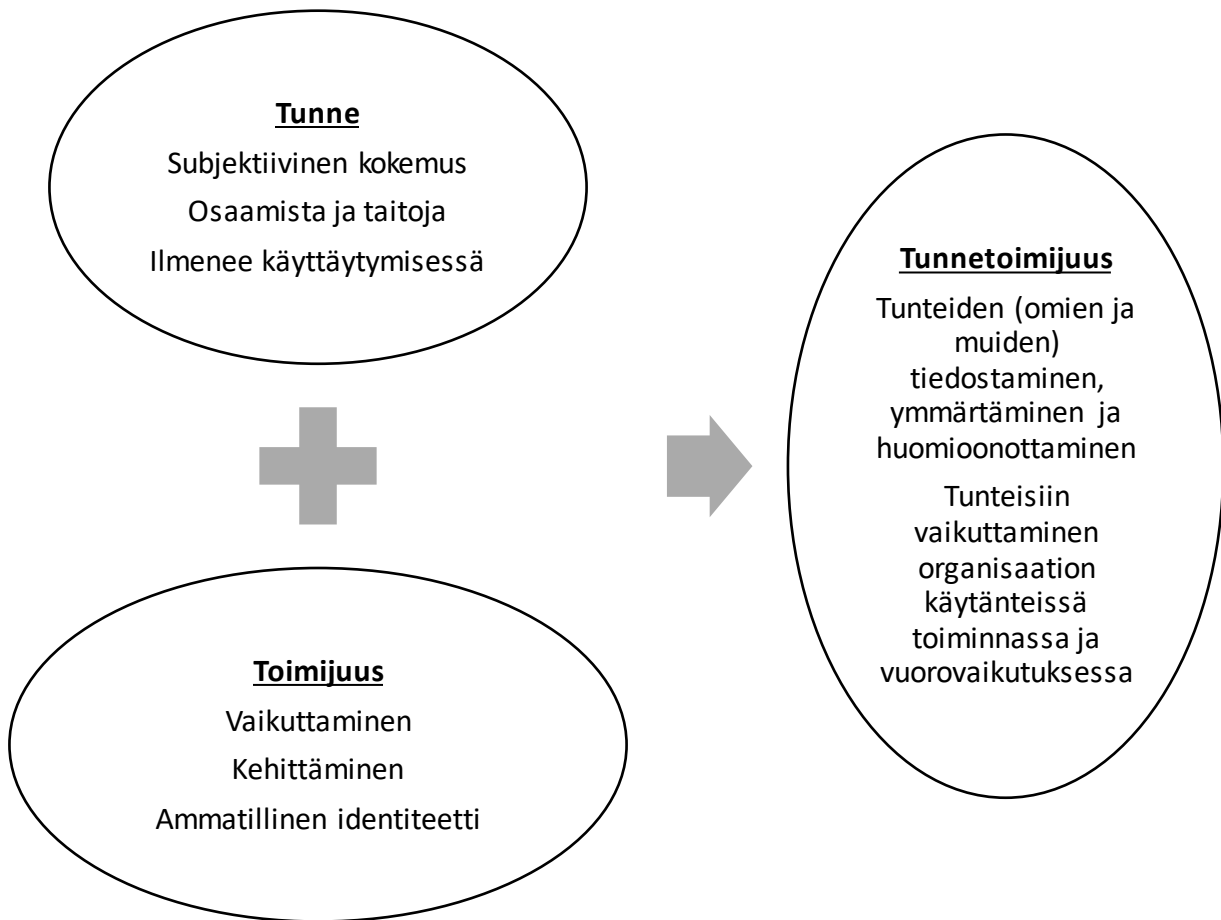 Tunne
Subjektiivinen kokemus
Osaamista ja taitoja
Ilmenee käyttäytymisessä
Toimijuus
Vaikuttaminen
Kehittäminen
Ammatillinen identiteetti
Tunnetoimijuus
Tunteiden (omien ja
muiden)
tiedostaminen,
ymmärtäminen ja
huomioonottaminen
Tunteisiin
vaikuttaminen
organisaation
käytänteissä
toiminnassa ja
vuorovaikutuksessa